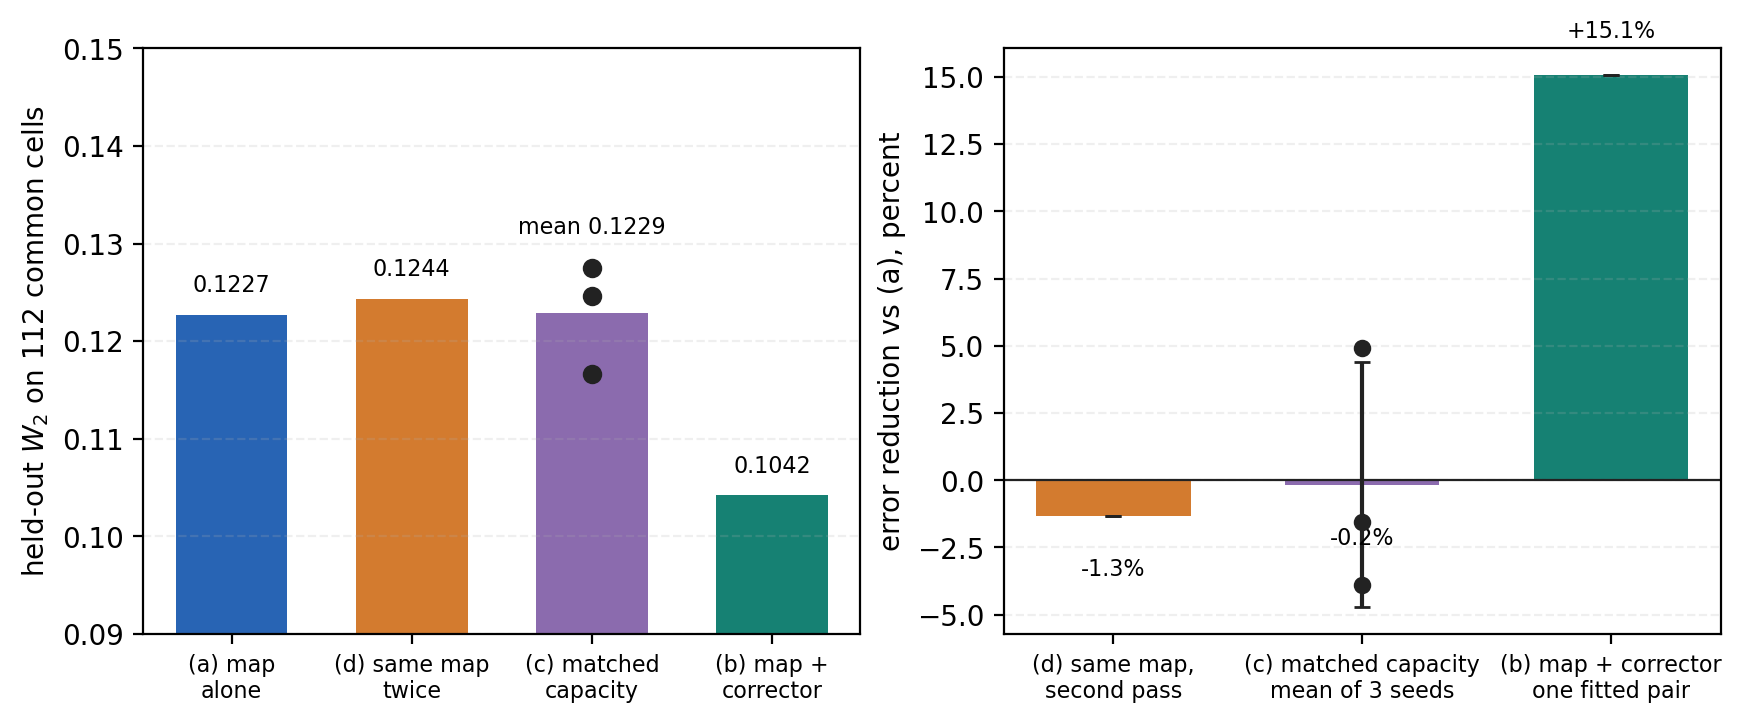 held-out W₂ on 112 common cells
0.15
0.14
0.13
0.12
0.11
0.10
0.09
0.1227
0.1244
mean 0.1229
0.1042
(a) map
alone
(d) same map
twice
(c) matched
capacity
(b) map +
corrector
error reduction vs (a), percent
15.0
12.5
10.0
7.5
5.0
2.5
0.0
−2.5
−5.0
-1.3%
-0.2%
+15.1%
(d) same map,
second pass
(c) matched capacity
mean of 3 seeds
(b) map + corrector
one fitted pair